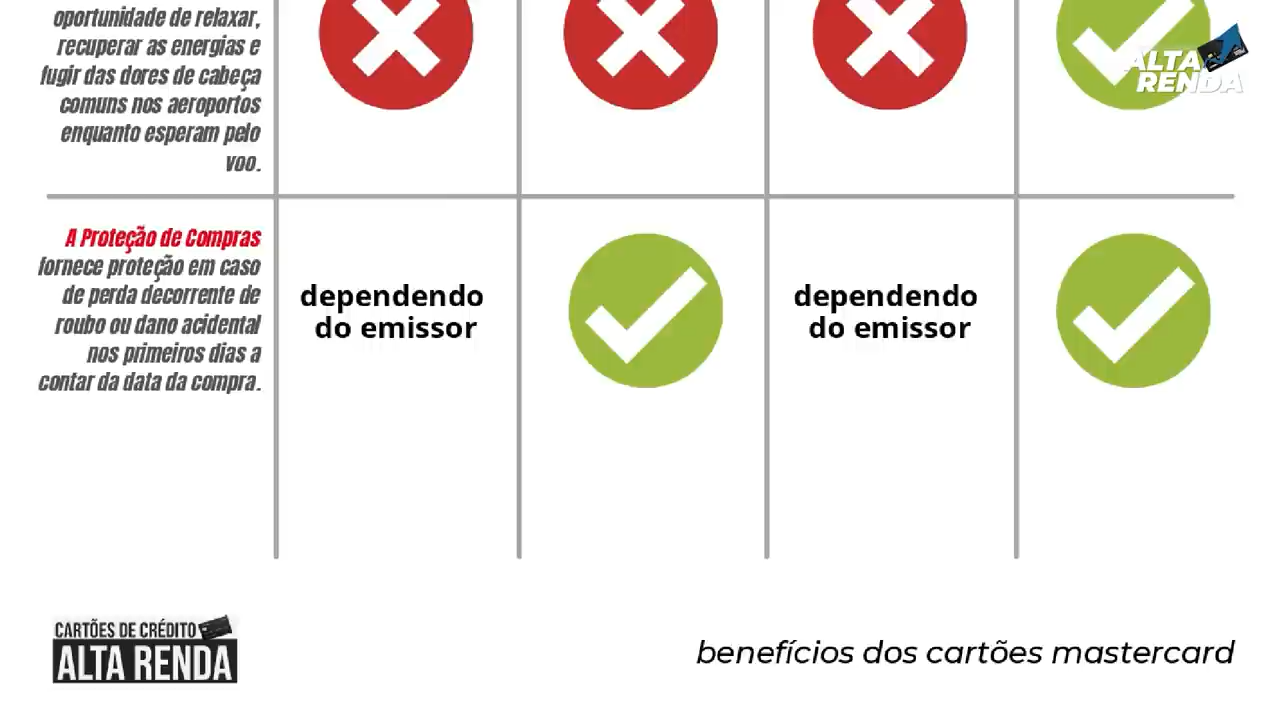 oportunidade de relaxar,
recuperar as energias e
fugir das dores de cabeça
comuns nos aeroportos
enquanto esperam pelo
voo.
ALTA
RENDA
A Proteção de Compras
fornece proteção em caso
de perda decorrente de
roubo ou dano acidental
nos primeiros dias a
contar da data da compra.
dependendo
do emissor
dependendo
do emissor
CARTÕES DE CRÉDITO
ALTA RENDA
benefícios dos cartões mastercard